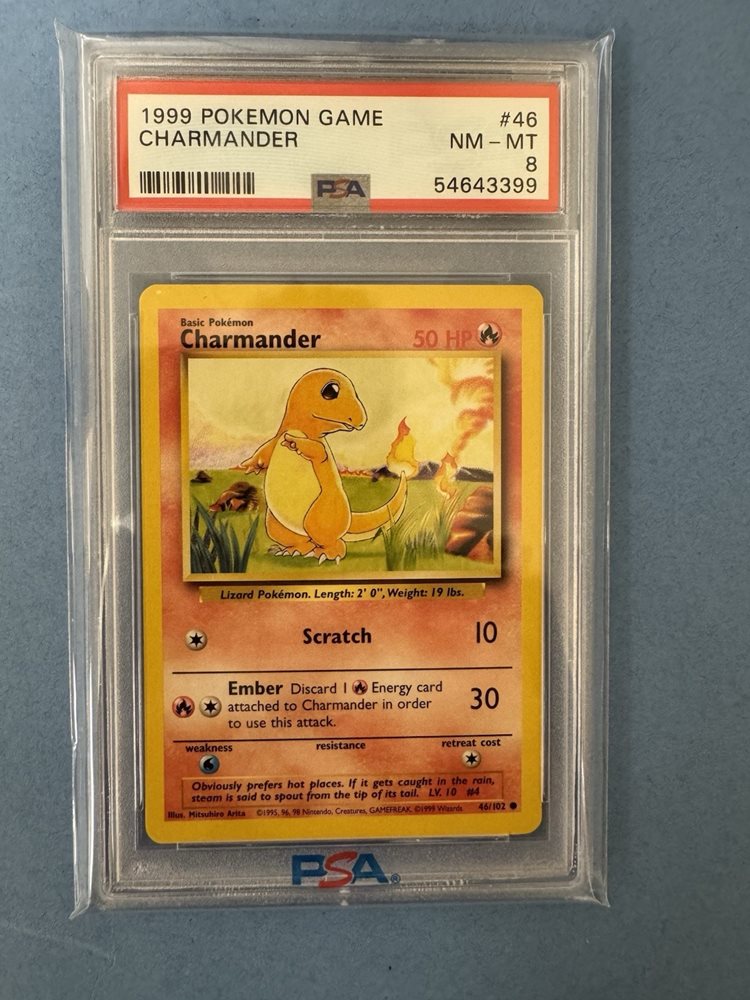 1999 POKEMON GAME #46
CHARMANDER NM - MT
8
PSA 54643399
Basic Pokémon
Charmander 50 HP
Lizard Pokémon. Length: 2' 0", Weight: 19 lbs.
Scratch 10
Ember Discard 1 Energy card
attached to Charmander in order
to use this attack.
30
weakness resistance retreat cost
Obviously prefers hot places. If it gets caught in the rain,
steam is said to spout from the tip of its tail. LV. 10 #4
Illus. Mitsuhiro Arita ©1995, 96, 98 Nintendo, Creatures, GAMEFREAK. ©1999 Wizards. 46/102
PSA®